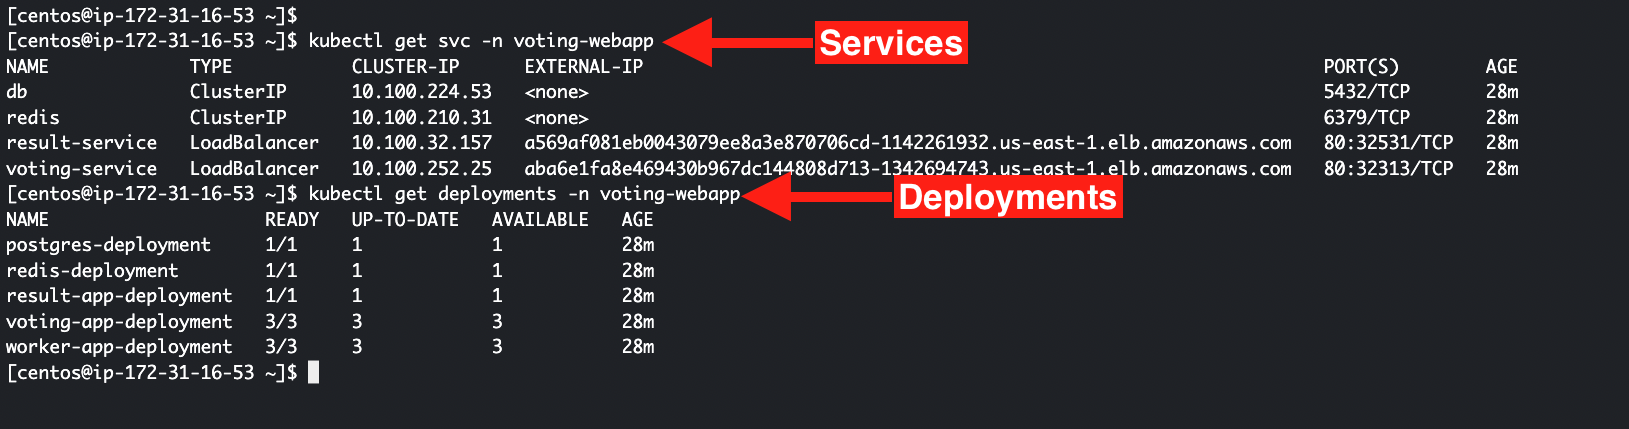 [centos@ip-172-31-16-53 ~]$
[centos@ip-172-31-16-53 ~]$ kubectl get svc -n voting-webapp Services
NAME TYPE CLUSTER-IP EXTERNAL-IP PORT(S) AGE
db ClusterIP 10.100.224.53 <none> 5432/TCP 28m
redis ClusterIP 10.100.210.31 <none> 6379/TCP 28m
result-service LoadBalancer 10.100.32.157 a569af081eb0043079ee8a3e870706cd-1142261932.us-east-1.elb.amazonaws.com 80:32531/TCP 28m
voting-service LoadBalancer 10.100.252.25 aba6e1fa8e469430b967dc144808d713-1342694743.us-east-1.elb.amazonaws.com 80:32313/TCP 28m
[centos@ip-172-31-16-53 ~]$ kubectl get deployments -n voting-webapp Deployments
NAME READY UP-TO-DATE AVAILABLE AGE
postgres-deployment 1/1 1 1 28m
redis-deployment 1/1 1 1 28m
result-app-deployment 1/1 1 1 28m
voting-app-deployment 3/3 3 3 28m
worker-app-deployment 3/3 3 3 28m
[centos@ip-172-31-16-53 ~]$